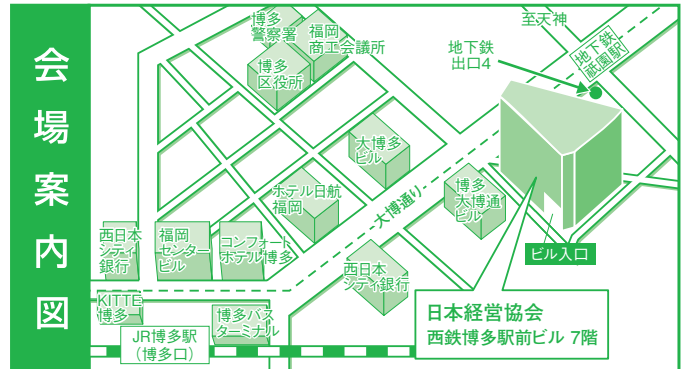 会場案内図
博多
警察署
福岡
商工会議所
博多
区役所
至天神
地下鉄
出口4
地下鉄
祇園駅
大博多
ビル
ホテル日航
福岡
大博通り
博多
大博通
ビル
西日本
シティ
銀行
福岡
センター
ビル
コンフォート
ホテル博多
西日本
シティ銀行
ビル入口
KITTE
博多
博多バス
ターミナル
JR博多駅
（博多口）
日本経営協会
西鉄博多駅前ビル 7階